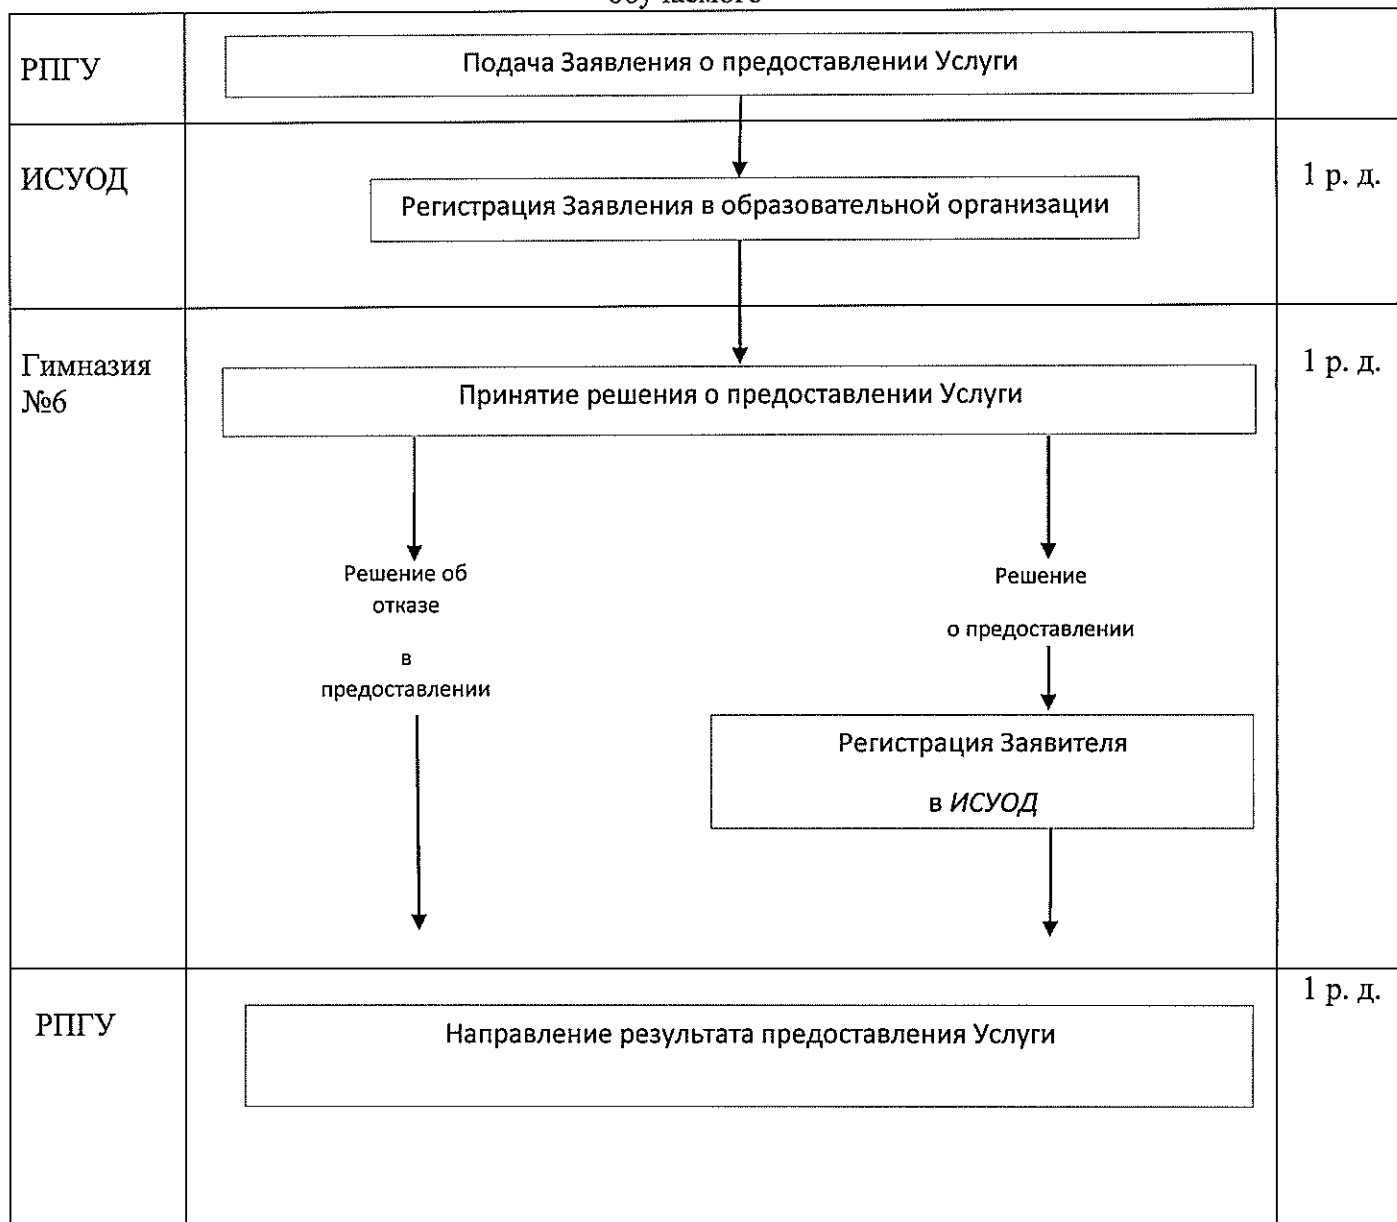 РПГУ
Подача Заявления о предоставлении Услуги
ИСУОД
1 р. д.
Регистрация Заявления в образовательной организации
Гимназия
№6
1 р. д.
Принятие решения о предоставлении Услуги
Решение об
отказе
в
предоставлении
Решение
о предоставлении
Регистрация Заявителя
в ИСУОД
РПГУ
1 р. д.
Направление результата предоставления Услуги